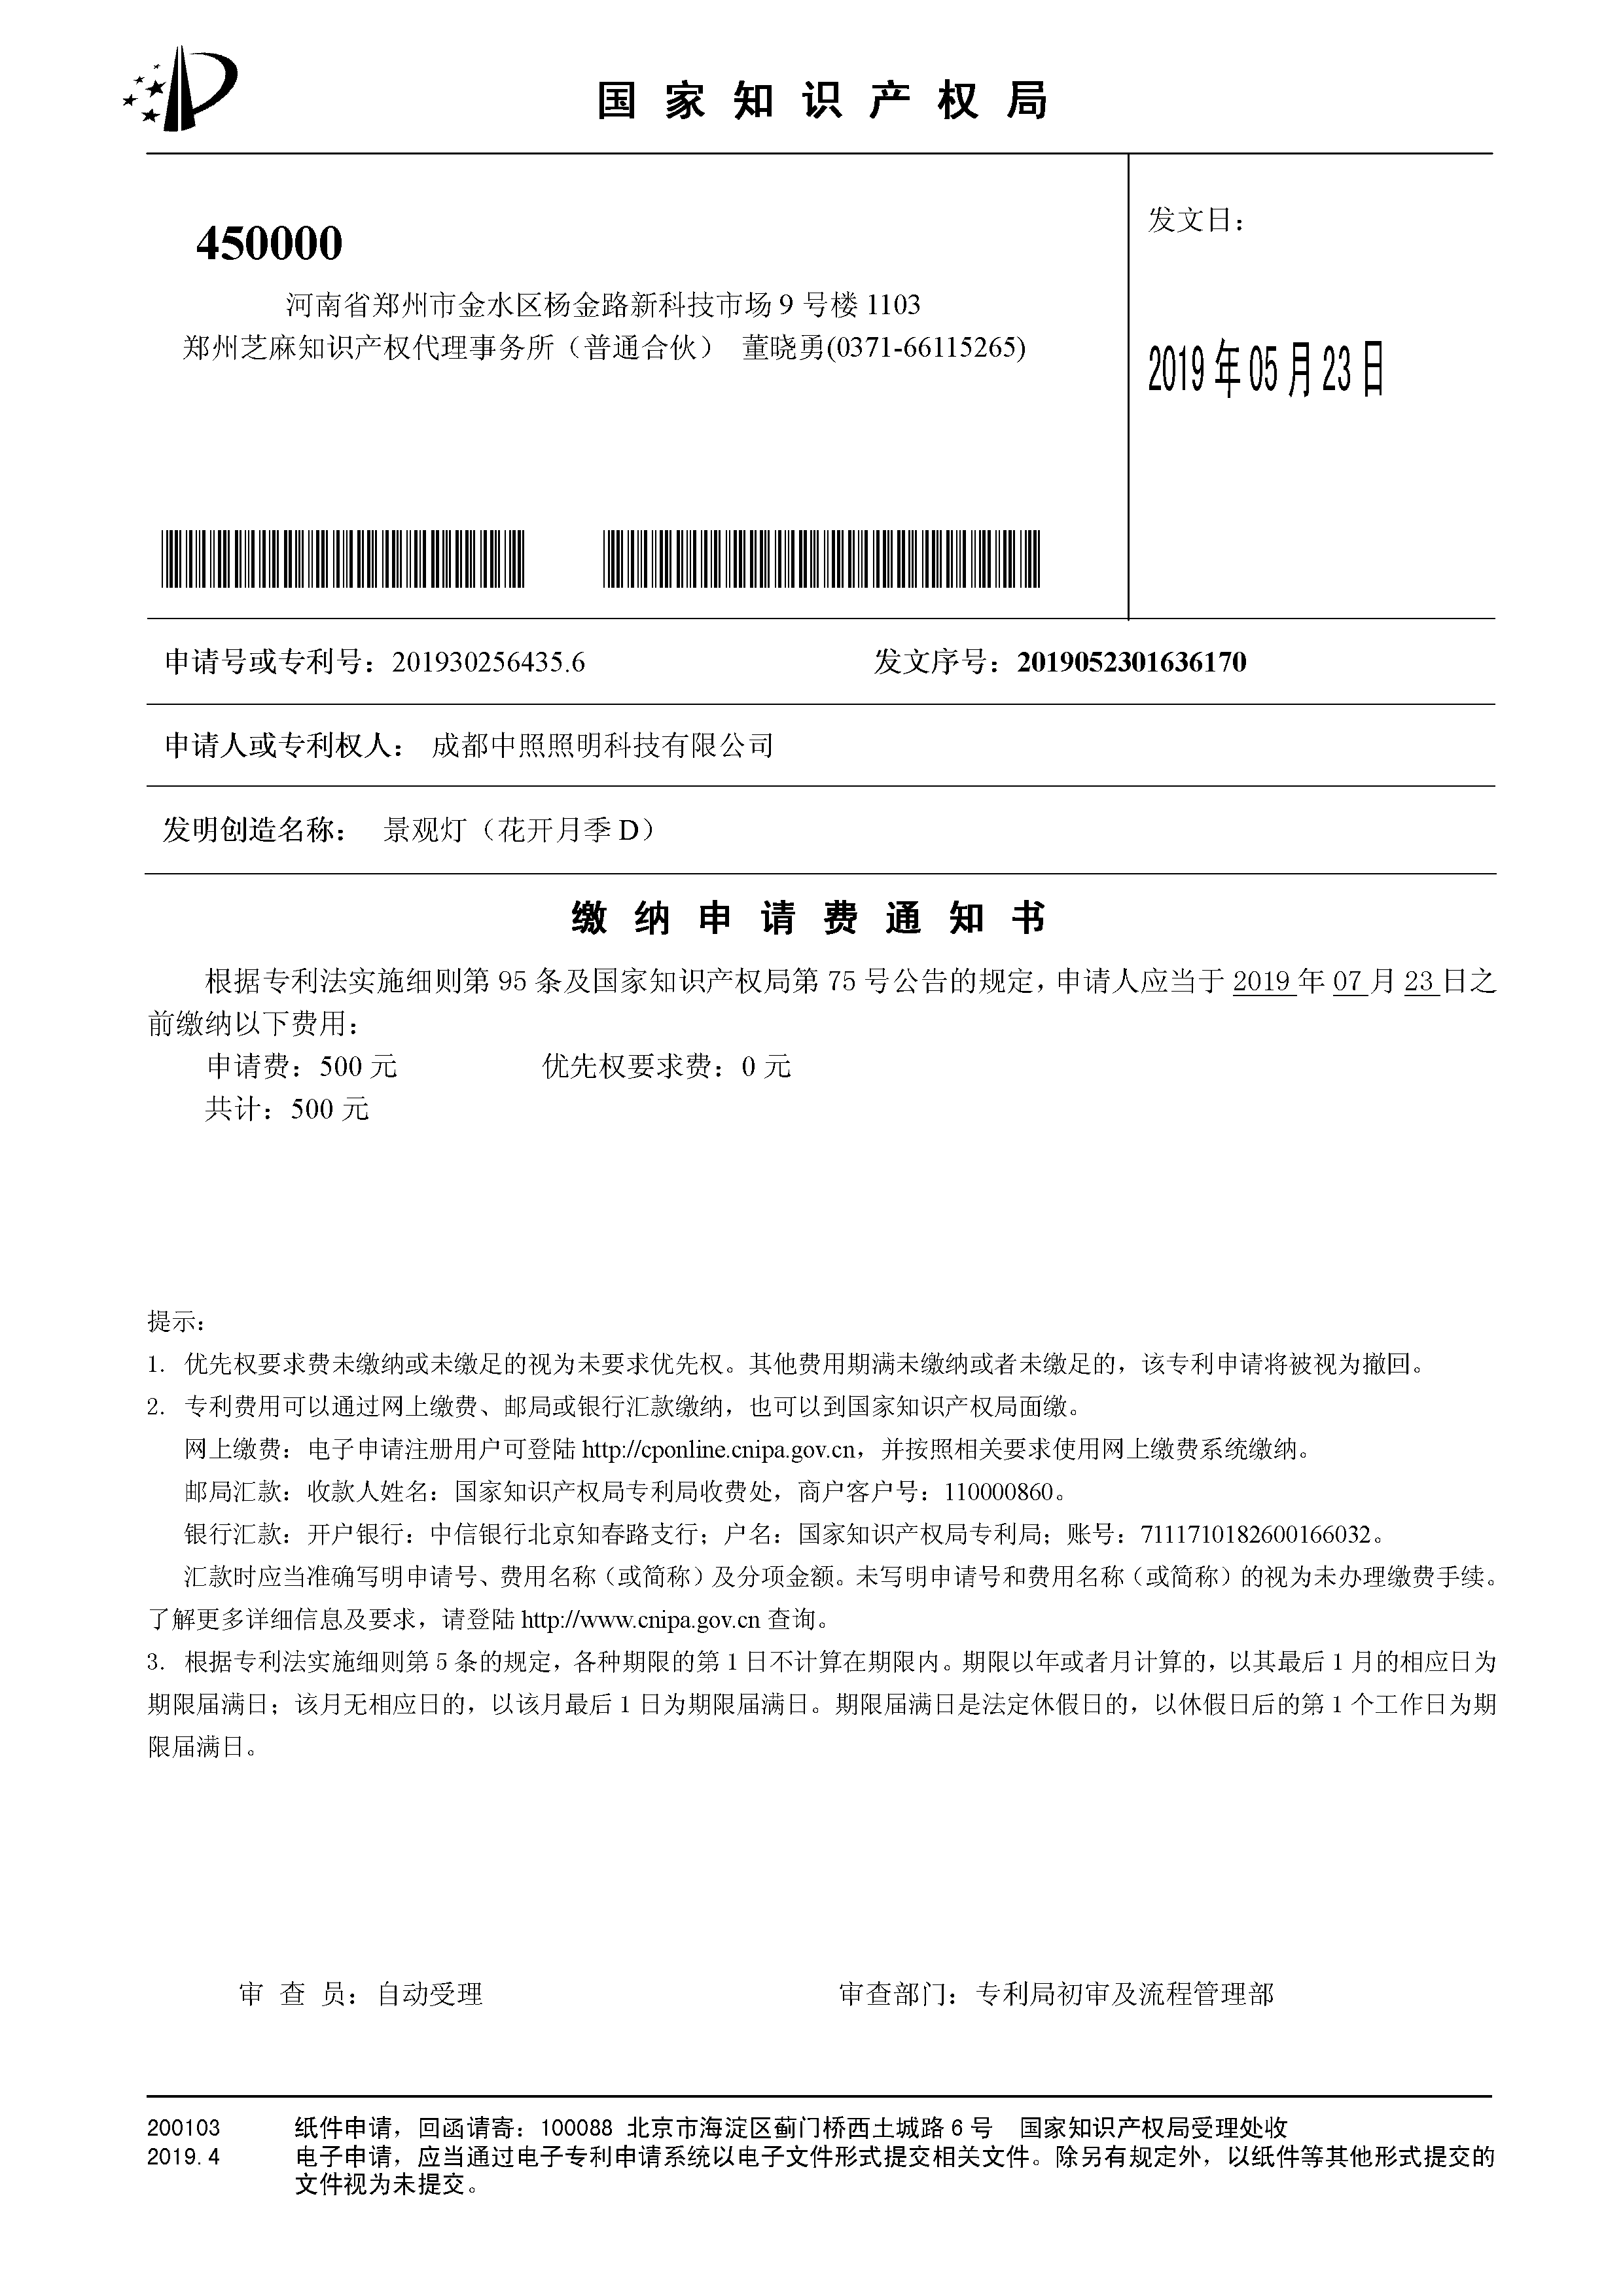 国家知识产权局
450000
河南省郑州市金水区杨金路新科技市场 9 号楼 1103
郑州芝麻知识产权代理事务所（普通合伙） 董晓勇(0371-66115265)
发文日：
2019 年 05 月 23 日
申请号或专利号：201930256435.6 发文序号：2019052301636170
申请人或专利权人： 成都中照照明科技有限公司
发明创造名称： 景观灯（花开月季 D）
缴纳申请费通知书
根据专利法实施细则第 95 条及国家知识产权局第 75 号公告的规定，申请人应当于 2019 年 07 月 23 日之
前缴纳以下费用：
申请费：500 元 优先权要求费：0 元
共计：500 元
提示：
1. 优先权要求费未缴纳或未缴足的视为未要求优先权。其他费用期满未缴纳或者未缴足的，该专利申请将被视为撤回。
2. 专利费用可以通过网上缴费、邮局或银行汇款缴纳，也可以到国家知识产权局面缴。
网上缴费：电子申请注册用户可登陆 http://cponline.cnipa.gov.cn，并按照相关要求使用网上缴费系统缴纳。
邮局汇款：收款人姓名：国家知识产权局专利局收费处，商户客户号：110000860。
银行汇款：开户银行：中信银行北京知春路支行；户名：国家知识产权局专利局；账号：7111710182600166032。
汇款时应当准确写明申请号、费用名称（或简称）及分项金额。未写明申请号和费用名称（或简称）的视为未办理缴费手续。
了解更多详细信息及要求，请登陆 http://www.cnipa.gov.cn 查询。
3. 根据专利法实施细则第 5 条的规定，各种期限的第 1 日不计算在期限内。期限以年或者月计算的，以其最后 1 月的相应日为
期限届满日；该月无相应日的，以该月最后 1 日为期限届满日。期限届满日是法定休假日的，以休假日后的第 1 个工作日为期
限届满日。
审 查 员：自动受理 审查部门：专利局初审及流程管理部
200103 纸件申请，回函请寄：100088 北京市海淀区蓟门桥西土城路 6 号 国家知识产权局受理处收
2019.4 电子申请，应当通过电子专利申请系统以电子文件形式提交相关文件。除另有规定外，以纸件等其他形式提交的
文件视为未提交。